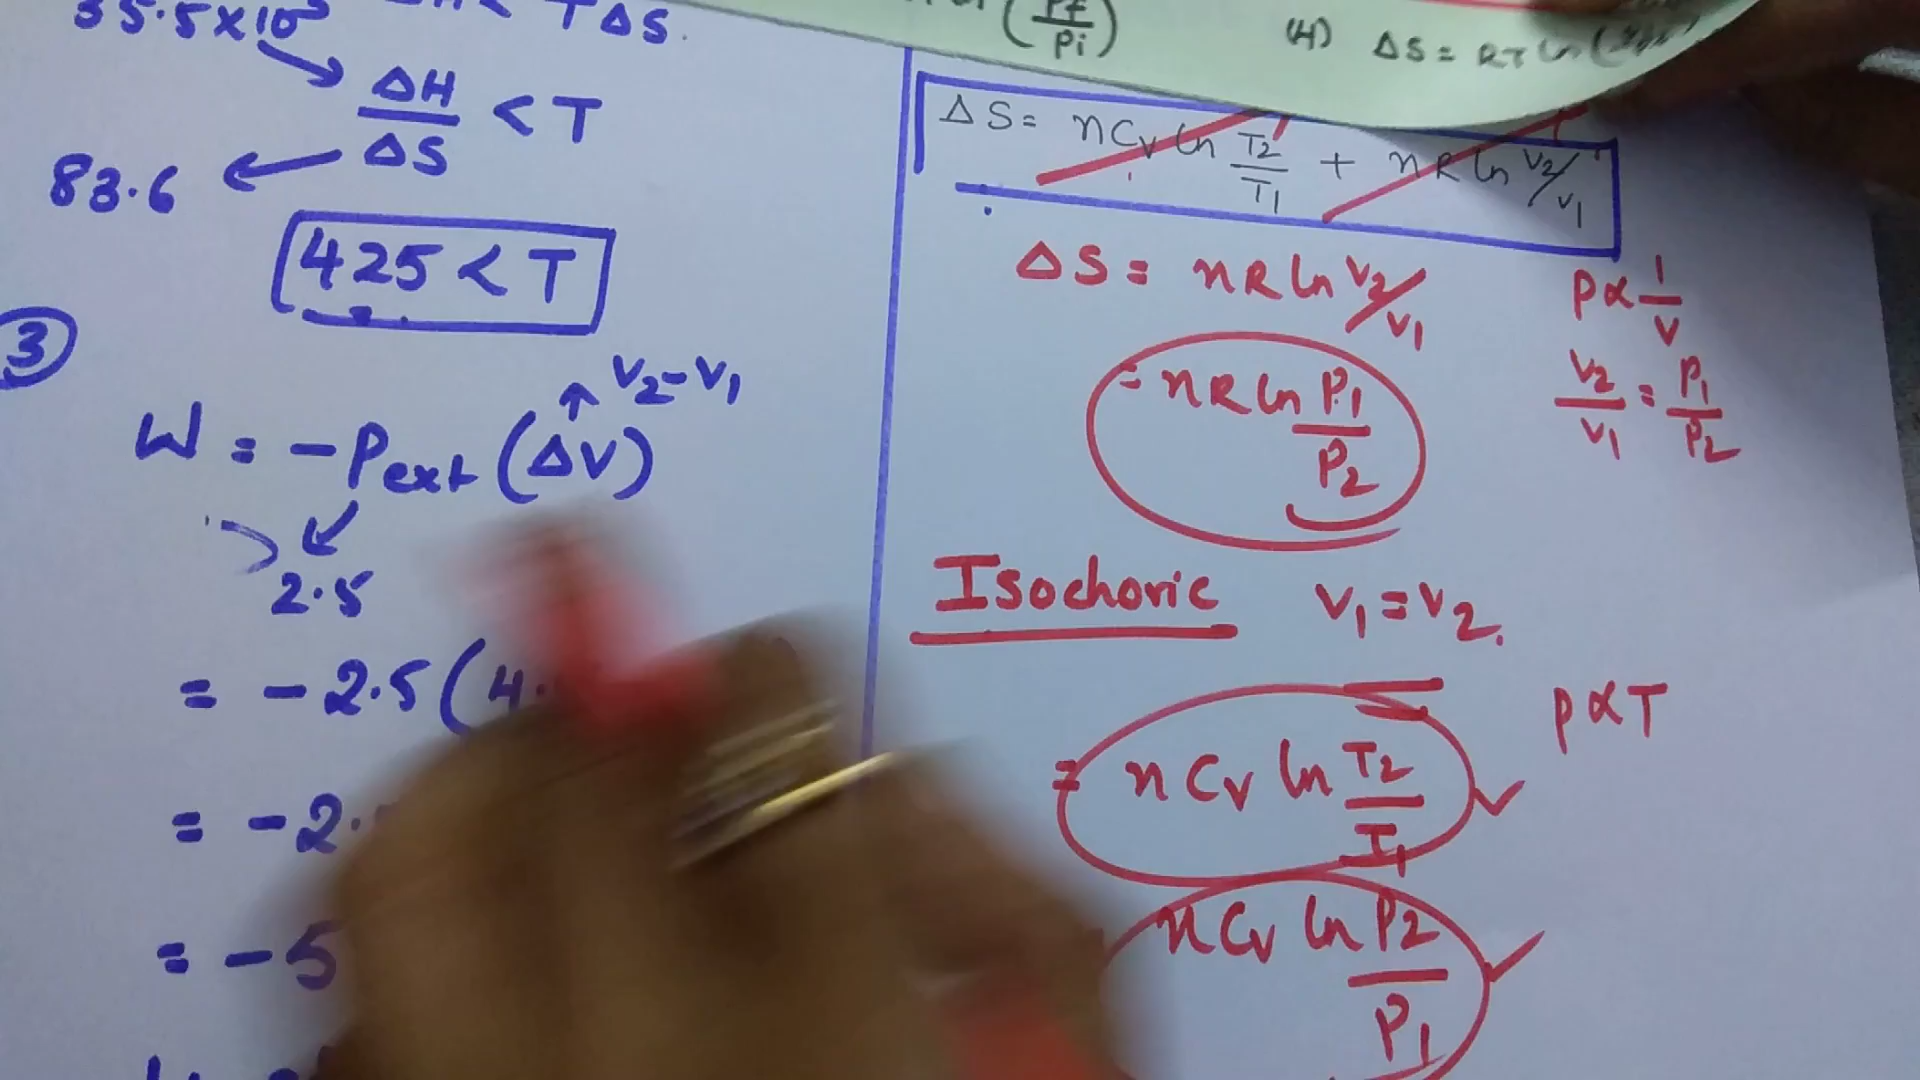 35.5×10³
TΔS.
ΔH/ΔS < T
83.6
425 < T
③
W = -Pext (ΔV)
V2-V1
2.5
= -2.5 (4.
= -2.
= -5
(Pf/Pi)
(4) ΔS = RT ln (
ΔS = nCv ln T2/T1 + nR ln V2/V1
ΔS = nR ln V2/V1
= nR ln P1/P2
P ∝ 1/V
V2/V1 = P1/P2
Isochoric V1 = V2.
P ∝ T
= nCv ln T2/T1
nCv ln P2/P1